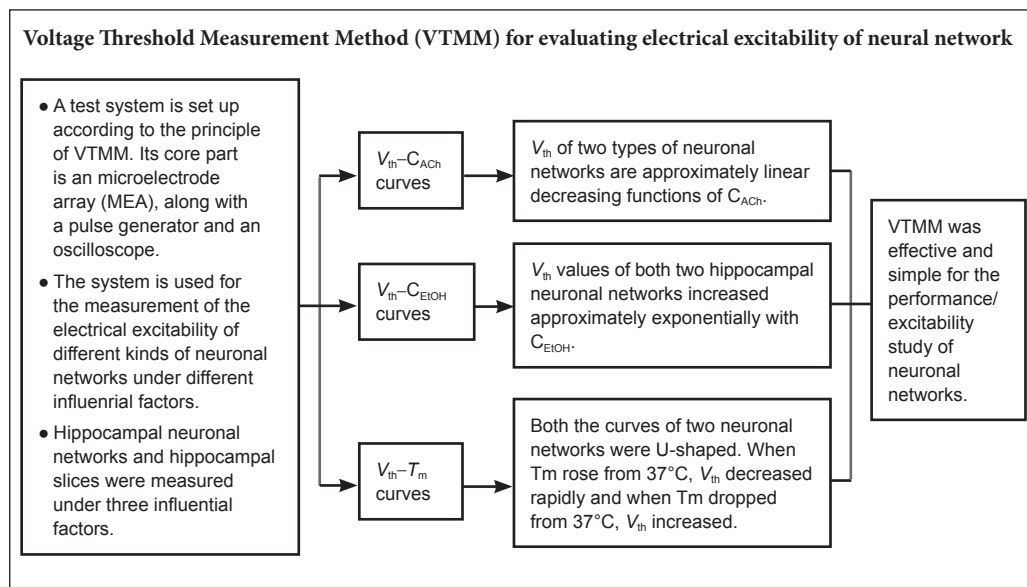 Voltage Threshold Measurement Method (VTMM) for evaluating electrical excitability of neural network
● A test system is set up
according to the principle
of VTMM. Its core part
is an microelectrode
array (MEA), along with
a pulse generator and an
oscilloscope.
● The system is used for
the measurement of the
electrical excitability of
different kinds of neuronal
networks under different
influenrial factors.
● Hippocampal neuronal
networks and hippocampal
slices were measured
under three influential
factors.
Vth–CACh
curves
Vth of two types of neuronal
networks are approximately linear
decreasing functions of CACh.
Vth–CEtOH
curves
Vth values of both two hippocampal
neuronal networks increased
approximately exponentially with
CEtOH.
Vth–Tm
curves
Both the curves of two neuronal
networks were U-shaped. When
Tm rose from 37°C, Vth decreased
rapidly and when Tm dropped
from 37°C, Vth increased.
VTMM was
effective and
simple for the
performance/
excitability
study of
neuronal
networks.